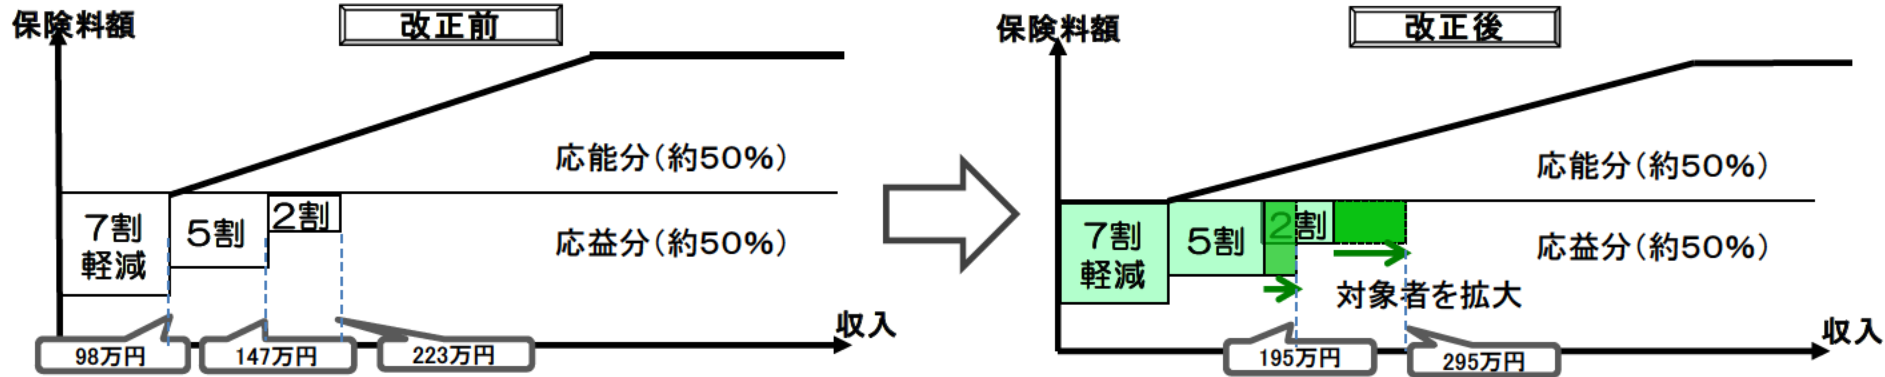 改正前
保険料額
応能分(約50%)
7割
軽減
5割
2割
応益分(約50%)
収入
98万円
147万円
223万円
改正後
保険料額
応能分(約50%)
7割
軽減
5割
2割
応益分(約50%)
対象者を拡大
収入
195万円
295万円